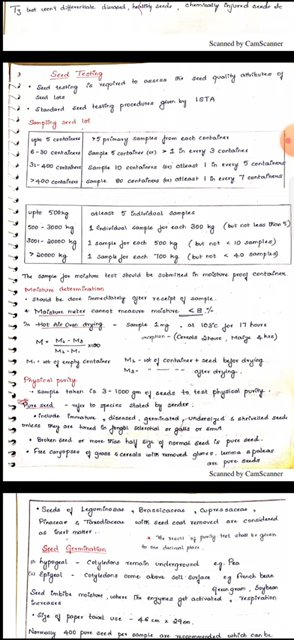 Tz test won't differentiate diseased, healthy seeds, chemically injured seeds etc
Scanned by CamScanner
Seed Testing
• Seed testing is required to assess the seed quality attributes of
seed lots
• Standard seed testing procedures given by ISTA
Sampling seed lot
upto 5 containers >5 primary samples from each container
6-30 containers Sample 5 container (or) > 1 in every 3 container
31-400 containers Sample 10 containers (or) atleast 1 in every 5 containers
>400 containers Sample 80 containers (or) atleast 1 in every 7 containers
upto 500kg atleast 5 individual samples
500 - 3000 kg 1 individual sample for each 300 kg (but not less than 5)
3001 - 20000 kg 1 sample for each 500 kg (but not < 10 samples)
> 20000 kg 1 sample for each 700 kg (but not < 40 samples)
The sample for moisture test should be submitted in moisture proof container
Moisture determination
• Should be done immediately after receipt of sample.
• Moisture meter cannot measure moisture < 8 %
In Hot Air Oven drying - Sample , at 103°C for 17 hours
M = M2 - M3 / M2 - M1 x100 exception - (Cereals 2hours, Maize 4hrs)
M1 - wt of empty container M2 - wt of container + seed before drying
M3 - " after drying.
Physical purity
• Sample taken is 3 - 1000 gm of seeds to test physical purity.
Pure seed - refer to species stated by sender.
• Includes immature, diseased, germinated, undersized & shrivelled seeds
unless they are turned in fungal sclerotial or galls or smut
• Broken seed or more than half size of normal seed is pure seed.
• Free caryopses of grass & cereals with removed glumes, lemma & paleas
are pure seeds
Scanned by CamScanner
• Seeds of Leguminosae, Brassicaceae, Cupressaceae,
Pinaceae & Taxodiaceae with seed coat removed are considered
as inert matter.
* The result of purity test shall be given
to one decimal place.
Seed Germination
(i) hypogeal - Cotyledons remain underground eg. Pea
(ii) Epigeal - Cotyledons come above soil surface eg. French bean
Green gram, Soybean
Seed imbibe moisture, where the enzymes get activated, respiration
increases
• Size of paper towel use - 46 cm x 29 cm.
Normally 400 pure seed per sample are recommended which can be